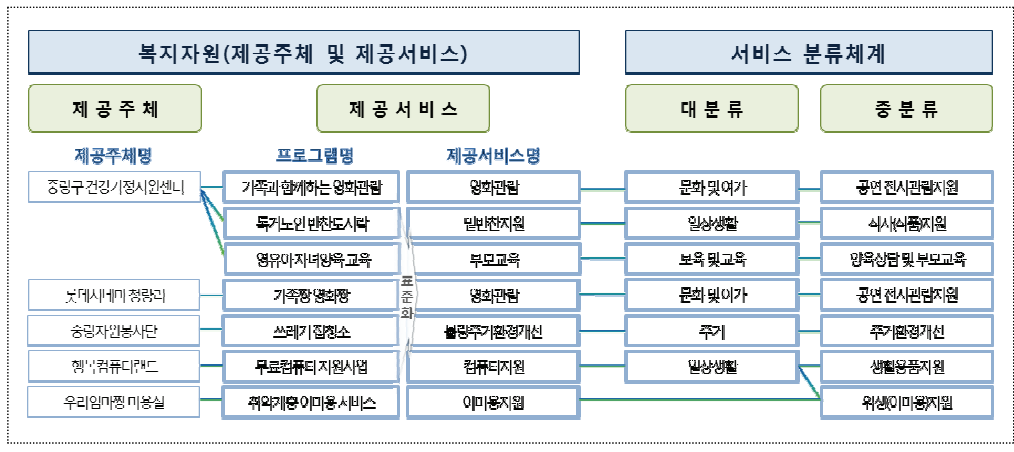 복지자원(제공주체 및 제공서비스) 서비스 분류체계
제공주체 제공서비스 대분류 중분류
제공주체명 프로그램명 제공서비스명
중랑구건강가정지원센터 가족과 함께하는 영화관람 영화관람 문화 및 여가 공연 전시관람지원
독거노인 반찬도시락 밑반찬지원 일상생활 식사(식품)지원
영유아 자녀양육 교육 부모교육 보육 및 교육 양육상담 및 부모교육
표준화
롯데시네마 청량리 가족짱 영화짱 영화관람 문화 및 여가 공연 전시관람지원
중랑자원봉사단 쓰레기 집청소 불량주거환경개선 주거 주거환경개선
행복컴퓨터랜드 무료컴퓨터 지원사업 컴퓨터지원 일상생활 생활용품지원
우리엄마짱 미용실 취약계층 이미용 서비스 이미용지원 위생(이미용)지원